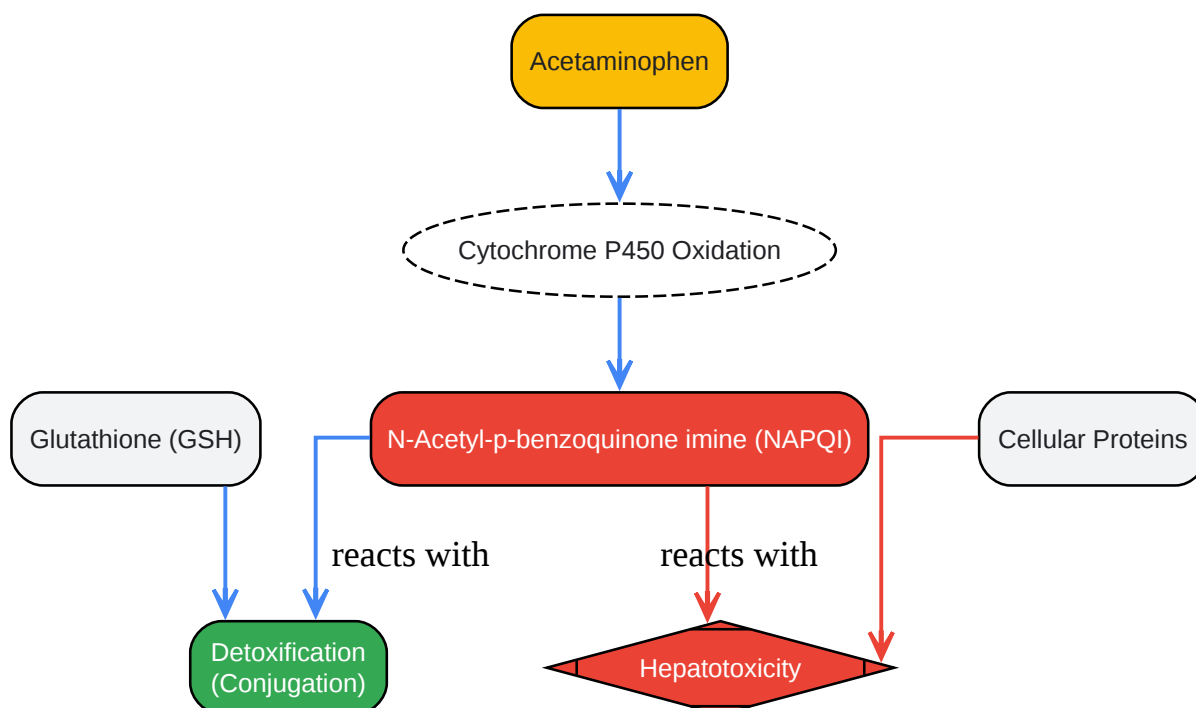 Acetaminophen
Cytochrome P450 Oxidation
Glutathione (GSH)
N-Acetyl-p-benzoquinone imine (NAPQI)
Cellular Proteins
reacts with
reacts with
Detoxification
(Conjugation)
Hepatotoxicity